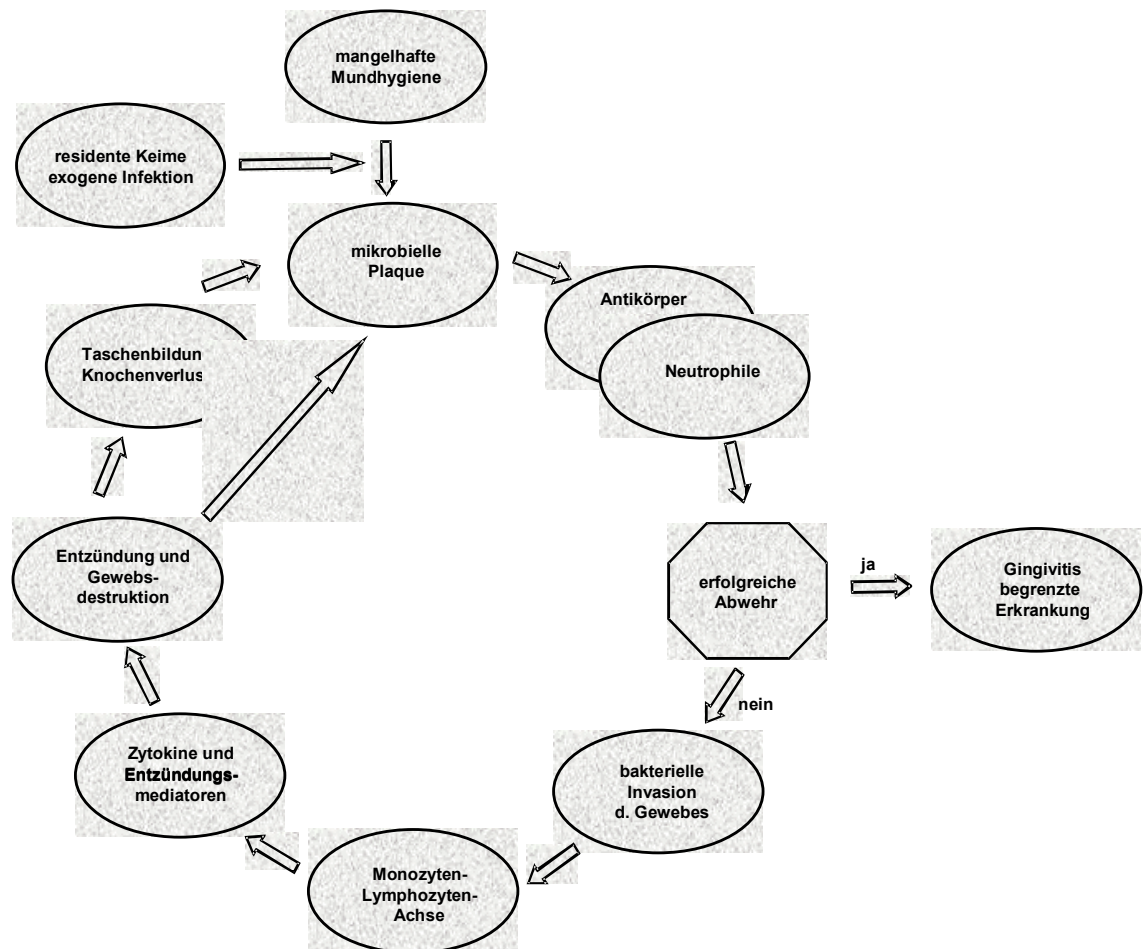 mangelhafte
Mundhygiene
residente Keime
exogene Infektion
mikrobielle
Plaque
Antikörper
Neutrophile
Taschenbildun
Knochenverlus
Entzündung und
Gewebs-
destruktion
erfolgreiche
Abwehr
ja
Gingivitis
begrenzte
Erkrankung
nein
Zytokine und
Entzündungs-
mediatoren
bakterielle
Invasion
d. Gewebes
Monozyten-
Lymphozyten-
Achse